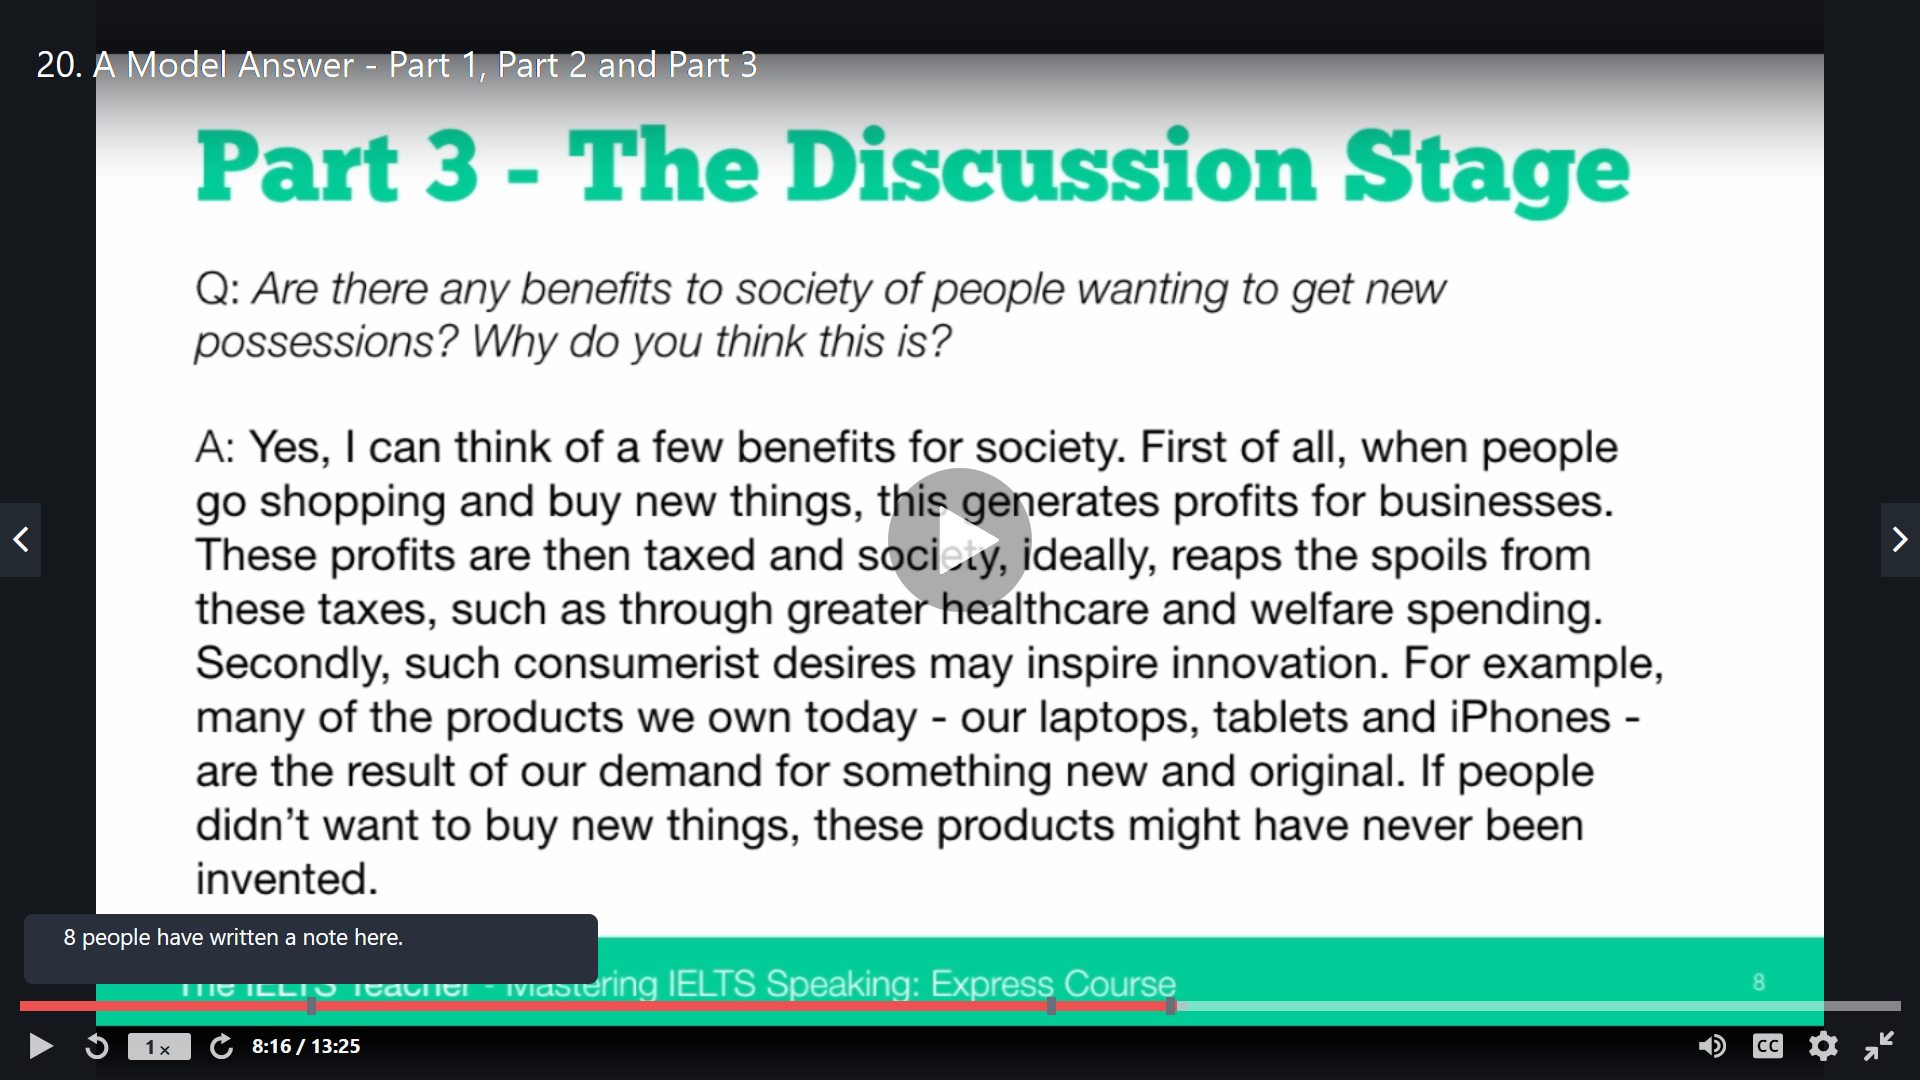 20. A Model Answer - Part 1, Part 2 and Part 3
Part 3 - The Discussion Stage
Q: Are there any benefits to society of people wanting to get new
possessions? Why do you think this is?
A: Yes, I can think of a few benefits for society. First of all, when people
go shopping and buy new things, this generates profits for businesses.
These profits are then taxed and society, ideally, reaps the spoils from
these taxes, such as through greater healthcare and welfare spending.
Secondly, such consumerist desires may inspire innovation. For example,
many of the products we own today - our laptops, tablets and iPhones -
are the result of our demand for something new and original. If people
didn't want to buy new things, these products might have never been
invented.
8 people have written a note here.
The IELTS Teacher - Mastering IELTS Speaking: Express Course
8
1x
8:16 / 13:25
CC